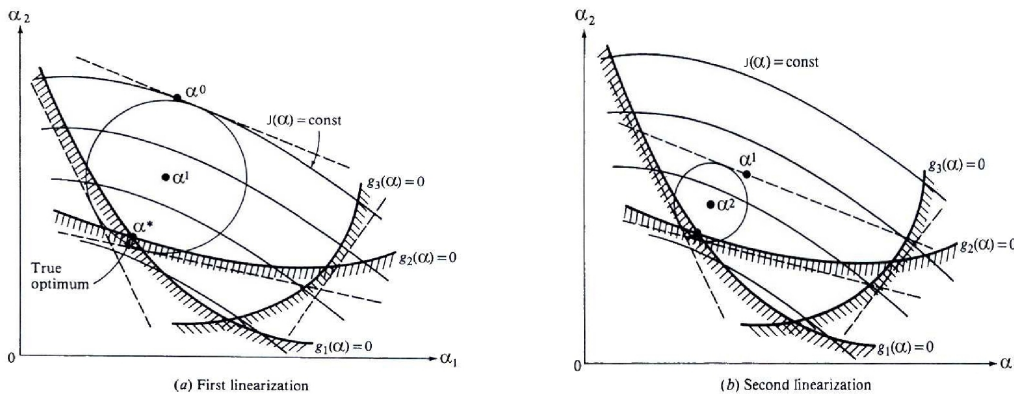 α2
α0
J(α) = const
α1
g3(α) = 0
α*
g2(α) = 0
True
optimum
g1(α) = 0
0
α1
(a) First linearization
α2
J(α) = const
α1
g3(α) = 0
α2
g2(α) = 0
g1(α) = 0
0
α
(b) Second linearization